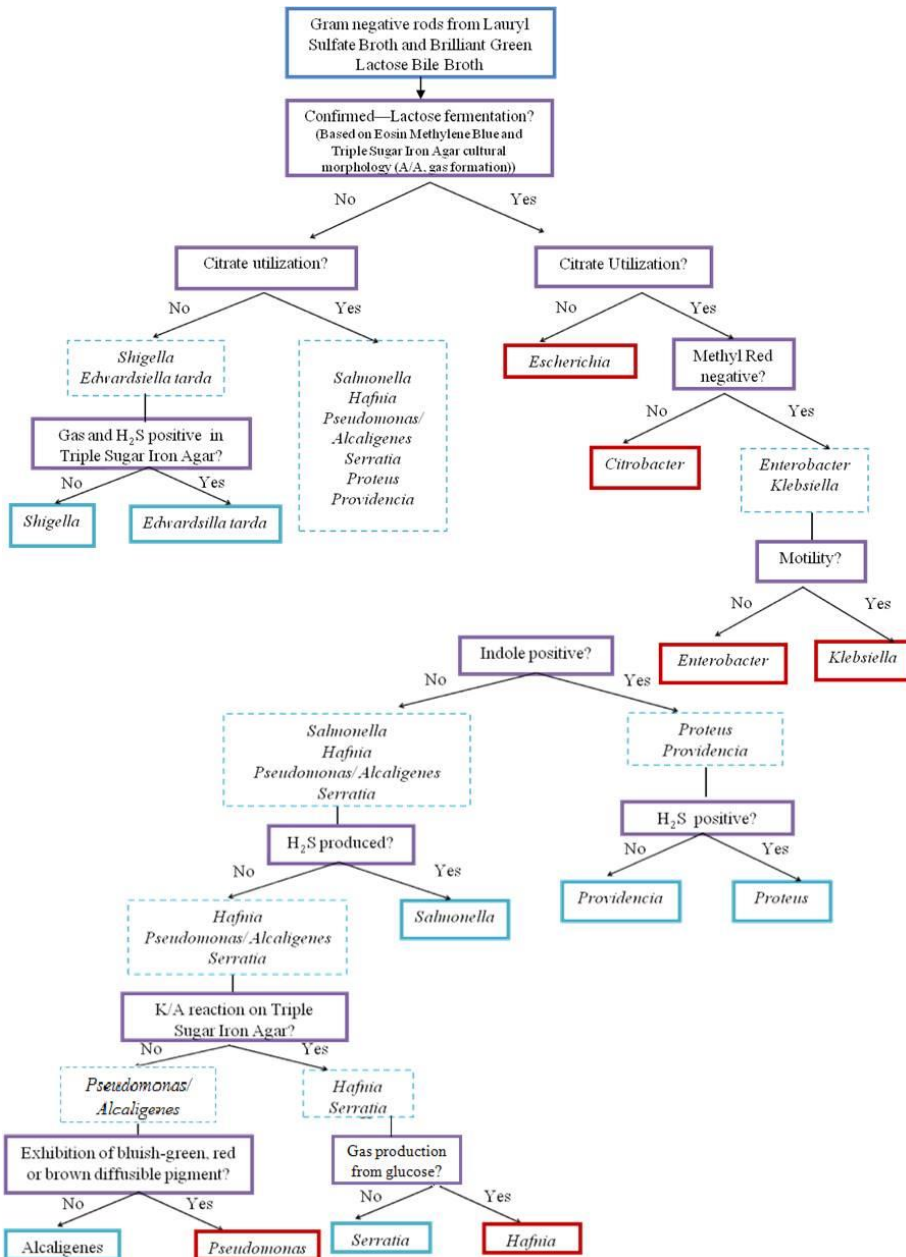 Gram negative rods from Lauryl
Sulfate Broth and Brilliant Green
Lactose Bile Broth
Confirmed—Lactose fermentation?
(Based on Eosin Methylene Blue and
Triple Sugar Iron Agar cultural
morphology (A/A, gas formation))
No
Yes
Citrate utilization?
Citrate Utilization?
No
Yes
No
Yes
Shigella
Edwardsiella tarda
Salmonella
Hafnia
Pseudomonas/
Alcaligenes
Serratia
Proteus
Providencia
Escherichia
Methyl Red
negative?
Gas and H₂S positive in
Triple Sugar Iron Agar?
No
Yes
No
Yes
Shigella
Edwardsilla tarda
Citrobacter
Enterobacter
Klebsiella
Motility?
No
Yes
Enterobacter
Klebsiella
Indole positive?
No
Yes
Salmonella
Hafnia
Pseudomonas/Alcaligenes
Serratia
Proteus
Providencia
H₂S produced?
H₂S positive?
No
Yes
No
Yes
Hafnia
Pseudomonas/Alcaligenes
Serratia
Salmonella
Providencia
Proteus
K/A reaction on Triple
Sugar Iron Agar?
No
Yes
Pseudomonas/
Alcaligenes
Hafnia
Serratia
Exhibition of bluish-green, red
or brown diffusible pigment?
Gas production
from glucose?
No
Yes
No
Yes
Alcaligenes
Pseudomonas
Serratia
Hafnia